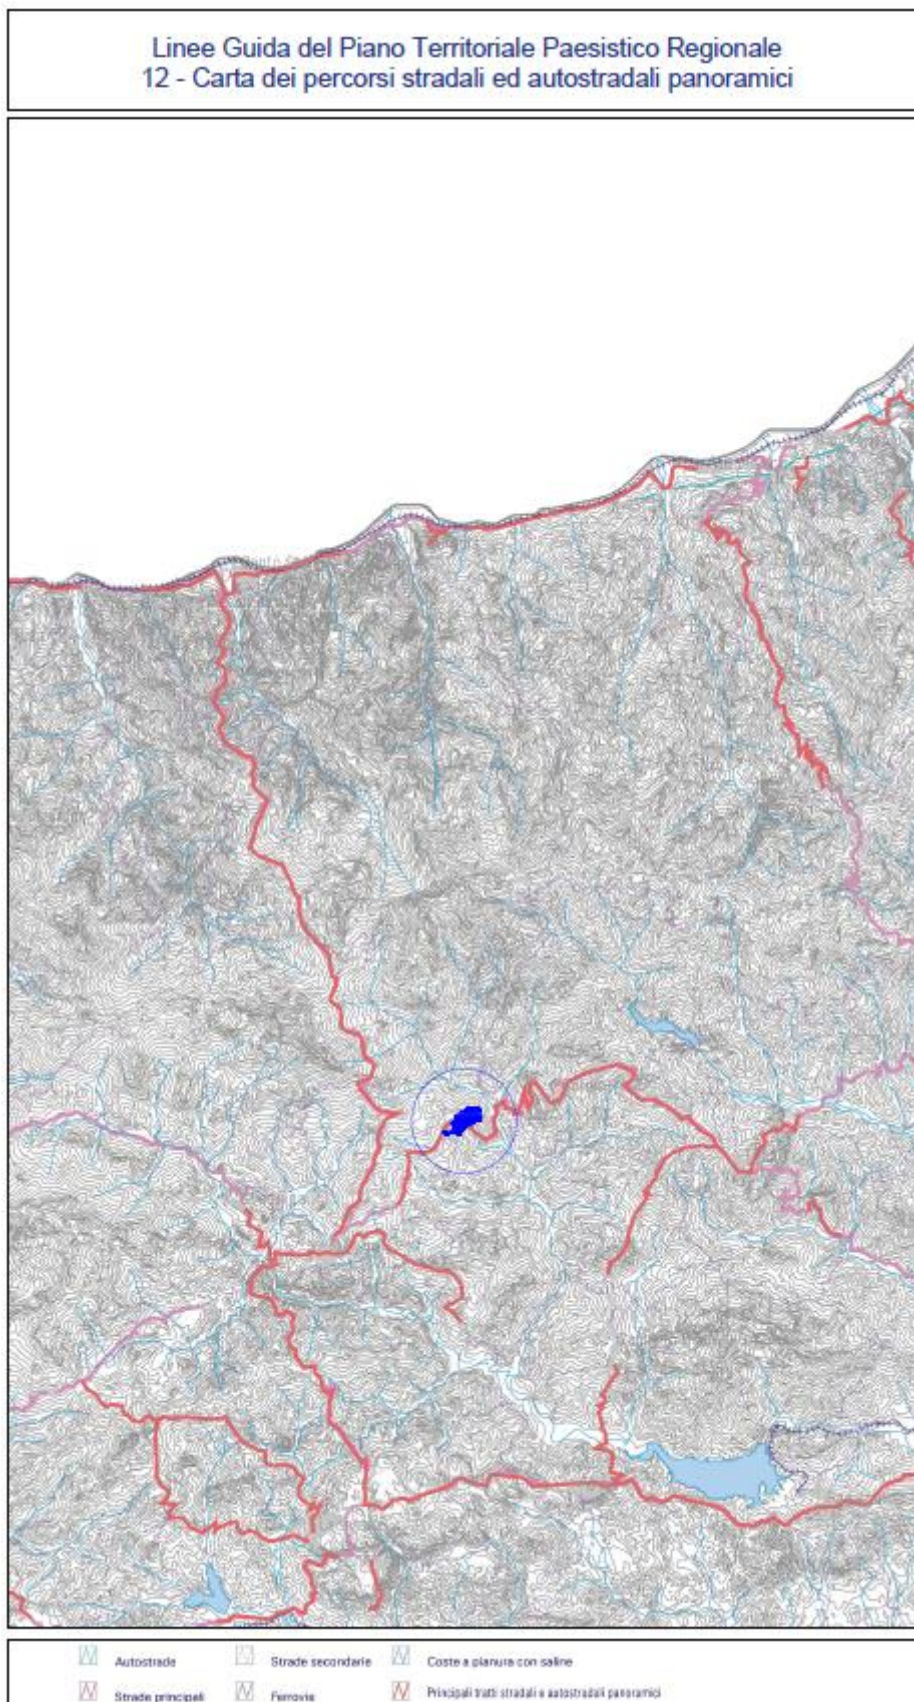 Linee Guida del Piano Territoriale Paesistico Regionale
12 - Carta dei percorsi stradali ed autostradali panoramici
Autostrade
Strade secondarie
Coste a pianura con saline
Strade principali
Ferrovie
Principali tratti stradali e autostradali panoramici